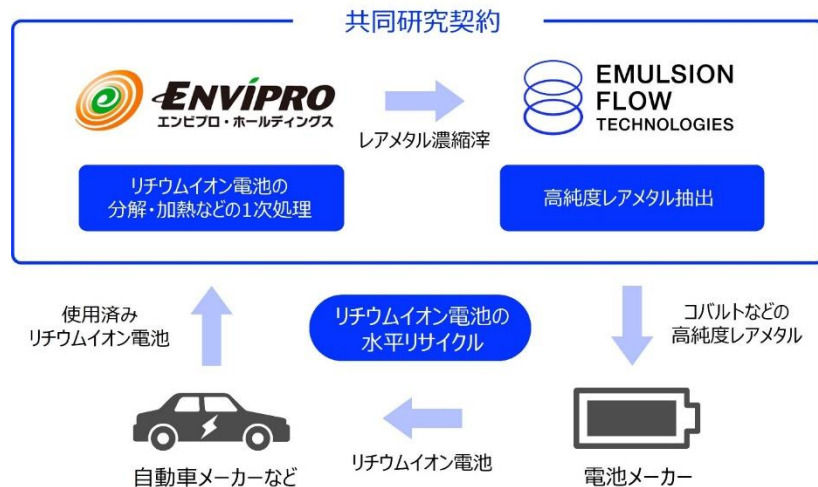 共同研究契約
ENVIPRO
エンビプロ・ホールディングス
レアメタル濃縮滓
EMULSION
FLOW
TECHNOLOGIES
リチウムイオン電池の
分解・加熱などの1次処理
高純度レアメタル抽出
使用済み
リチウムイオン電池
リチウムイオン電池の
水平リサイクル
コバルトなどの
高純度レアメタル
自動車メーカーなど
リチウムイオン電池
電池メーカー